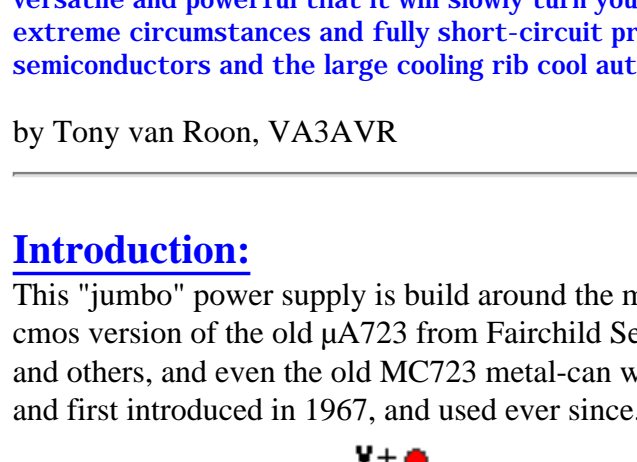 versatile and powerful that it will slowly turn you
extreme circumstances and fully short-circuit pr
semiconductors and the large cooling rib cool aut
by Tony van Roon, VA3AVR
Introduction:
This "jumbo" power supply is build around the m
cmos version of the old µA723 from Fairchild Se
and others, and even the old MC723 metal-can w
and first introduced in 1967, and used ever since.
V+